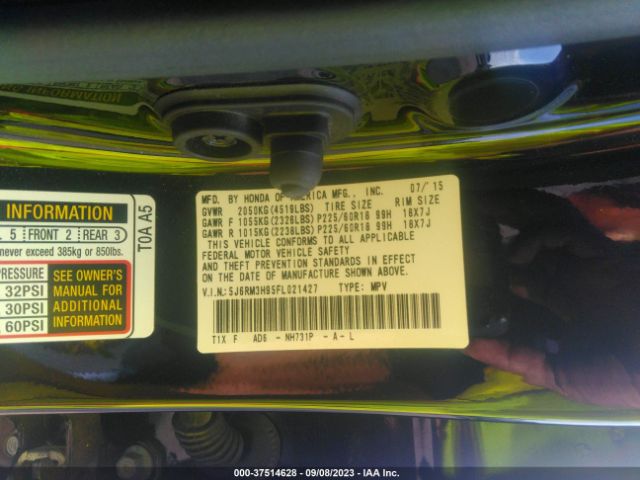 MFG. BY HONDA OF AMERICA MFG., INC. 07/15
GVWR 2050KG(4519LBS) TIRE SIZE RIM SIZE
GAWR F 1055KG(2326LBS)P225/60R18 99H 18X7J
GAWR R 1015KG(2238LBS)P225/60R18 99H 18X7J
THIS VEHICLE CONFORMS TO ALL APPLICABLE
FEDERAL MOTOR VEHICLE SAFETY
AND THEFT PREVENTION STANDARDS IN EFFECT
ON THE DATE OF MANUFACTURE SHOWN ABOVE.
V.I.N.: 5J6RM3H95FL021427 TYPE: MPV
T1X F AD6 - NH731P - A - L
INFORMATION
5 FRONT 2 REAR 3
never exceed 385kg or 850lbs.
PRESSURE
32PSI
30PSI
60PSI
SEE OWNER'S
MANUAL FOR
ADDITIONAL
INFORMATION
T0A A5
000-37514628 - 09/08/2023 - IAA Inc.